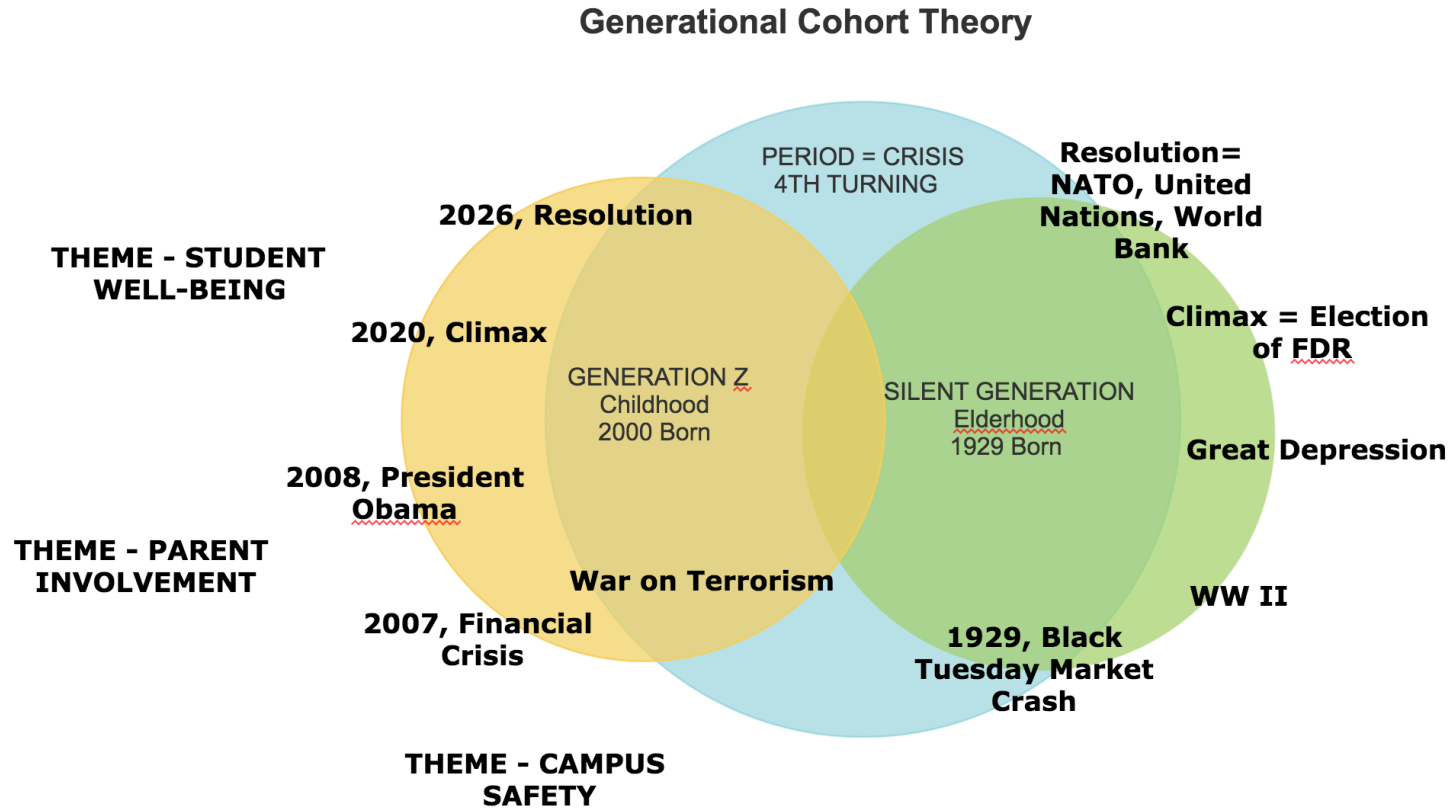 Generational Cohort Theory
PERIOD = CRISIS
4TH TURNING
Resolution=
NATO, United
Nations, World
Bank
2026, Resolution
THEME - STUDENT
WELL-BEING
2020, Climax
Climax = Election
of FDR
GENERATION Z
Childhood
2000 Born
SILENT GENERATION
Elderhood
1929 Born
Great Depression
2008, President
Obama
THEME - PARENT
INVOLVEMENT
War on Terrorism
WW II
2007, Financial
Crisis
1929, Black
Tuesday Market
Crash
THEME - CAMPUS
SAFETY